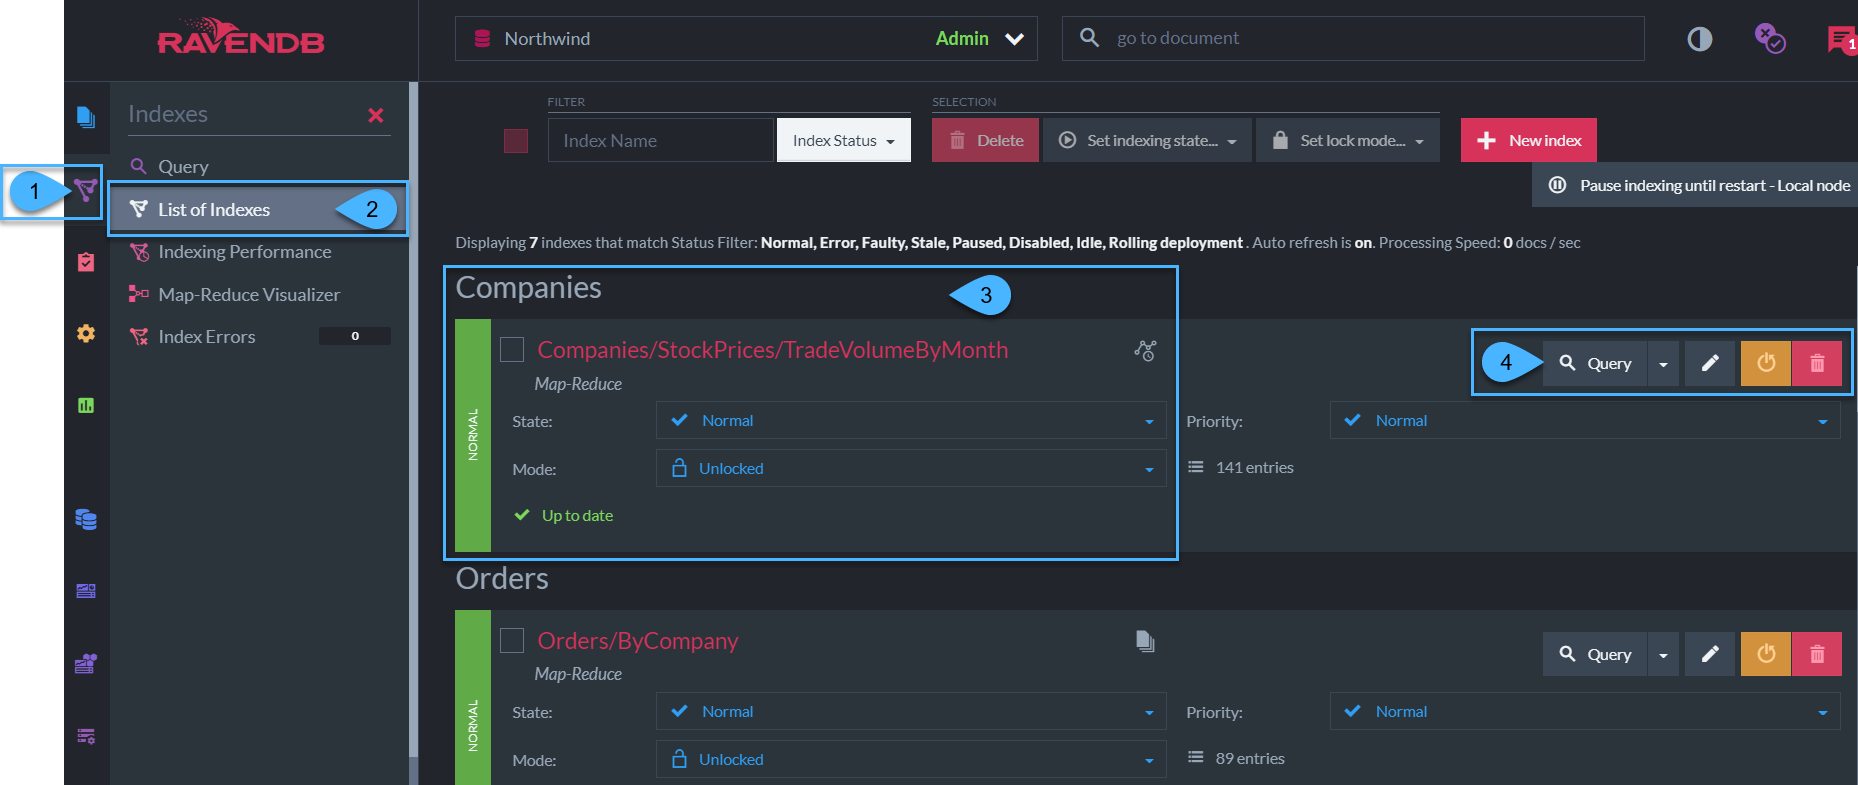 RAVENDB
Northwind
Admin
go to document
1
Indexes
FILTER
SELECTION
Index Name
Index Status
Delete
Set indexing state...
Set lock mode...
New index
Query
Pause indexing until restart - Local node
1
List of Indexes
2
Indexing Performance
Map-Reduce Visualizer
Index Errors
0
Displaying 7 indexes that match Status Filter: Normal, Error, Faulty, Stale, Paused, Disabled, Idle, Rolling deployment . Auto refresh is on. Processing Speed: 0 docs / sec
Companies
3
NORMAL
Companies/StockPrices/TradeVolumeByMonth
Map-Reduce
4
Query
State:
Normal
Priority:
Normal
Mode:
Unlocked
141 entries
Up to date
Orders
NORMAL
Orders/ByCompany
Map-Reduce
Query
State:
Normal
Priority:
Normal
Mode:
Unlocked
89 entries